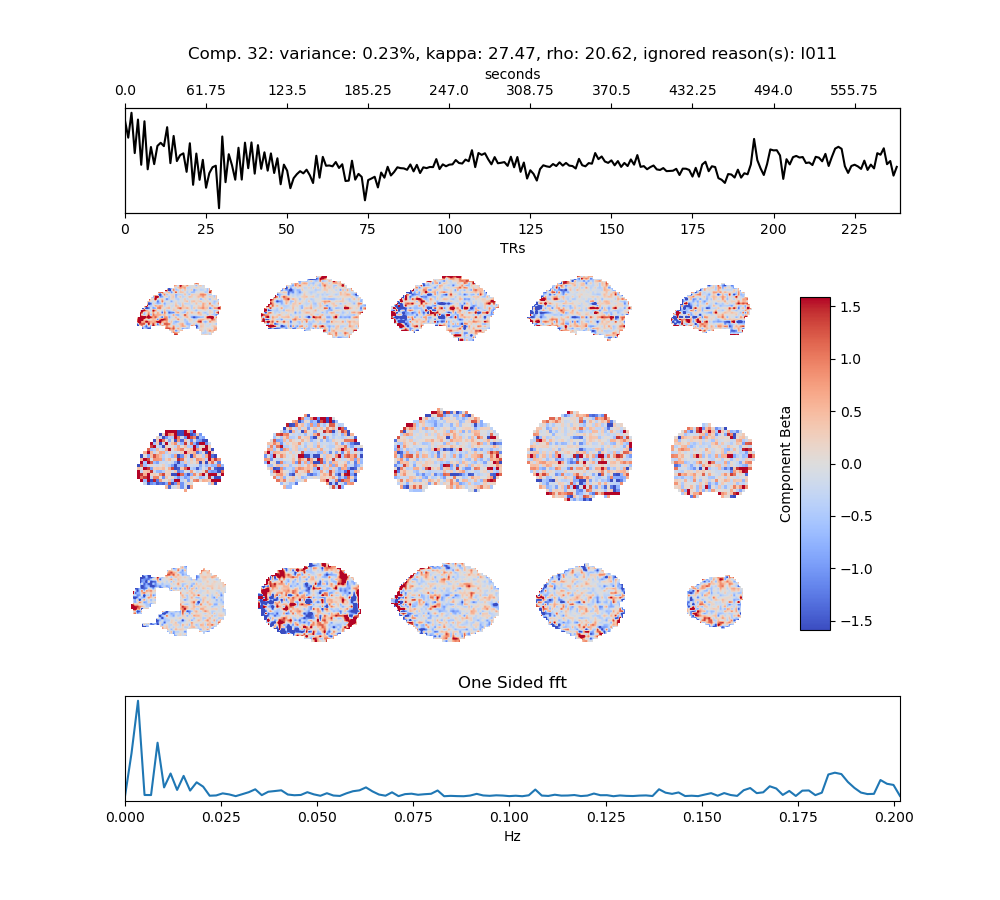 Comp. 32: variance: 0.23%, kappa: 27.47, rho: 20.62, ignored reason(s): I011
seconds
0.0 61.75 123.5 185.25 247.0 308.75 370.5 432.25 494.0 555.75
0 25 50 75 100 125 150 175 200 225
TRs
1.5
1.0
0.5
0.0
−0.5
−1.0
−1.5
Component Beta
One Sided fft
0.000 0.025 0.050 0.075 0.100 0.125 0.150 0.175 0.200
Hz